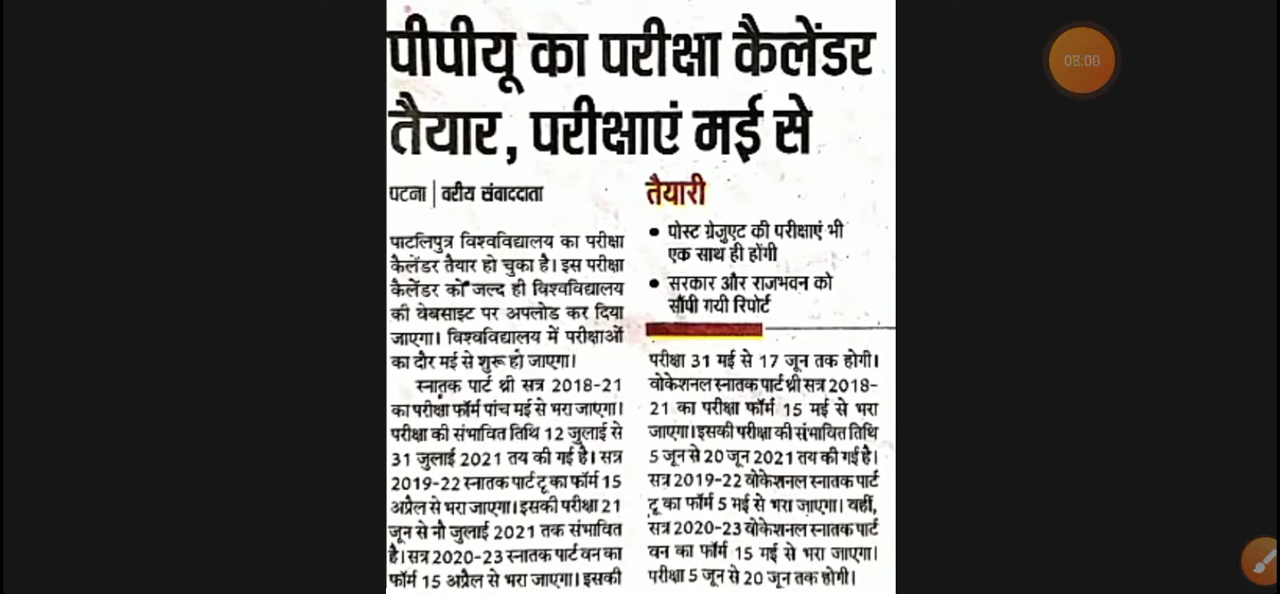 पीपीयू का परीक्षा कैलेंडर
तैयार, परीक्षाएं मई से
पटना | वरीय संवाददाता
पाटलिपुत्र विश्वविद्यालय का परीक्षा
कैलेंडर तैयार हो चुका है। इस परीक्षा
कैलेंडर को जल्द ही विश्वविद्यालय
की वेबसाइट पर अपलोड कर दिया
जाएगा। विश्वविद्यालय में परीक्षाओं
का दौर मई से शुरू हो जाएगा।
स्नातक पार्ट थ्री सत्र 2018-21
का परीक्षा फॉर्म पांच मई से भरा जाएगा।
परीक्षा की संभावित तिथि 12 जुलाई से
31 जुलाई 2021 तय की गई है। सत्र
2019-22 स्नातक पार्ट टू का फॉर्म 15
अप्रैल से भरा जाएगा। इसकी परीक्षा 21
जून से नौ जुलाई 2021 तक संभावित
है। सत्र 2020-23 स्नातक पार्ट वन का
फॉर्म 15 अप्रैल से भरा जाएगा। इसकी
तैयारी
• पोस्ट ग्रेजुएट की परीक्षाएं भी
एक साथ ही होंगी
• सरकार और राजभवन को
सौंपी गयी रिपोर्ट
परीक्षा 31 मई से 17 जून तक होगी।
वोकेशनल स्नातक पार्ट थ्री सत्र 2018-
21 का परीक्षा फॉर्म 15 मई से भरा
जाएगा। इसकी परीक्षा की संभावित तिथि
5 जून से 20 जून 2021 तय की गई है।
सत्र 2019-22 वोकेशनल स्नातक पार्ट
टू का फॉर्म 5 मई से भरा जाएगा। वहीं,
सत्र 2020-23 वोकेशनल स्नातक पार्ट
वन का फॉर्म 15 मई से भरा जाएगा।
परीक्षा 5 जून से 20 जून तक होगी।